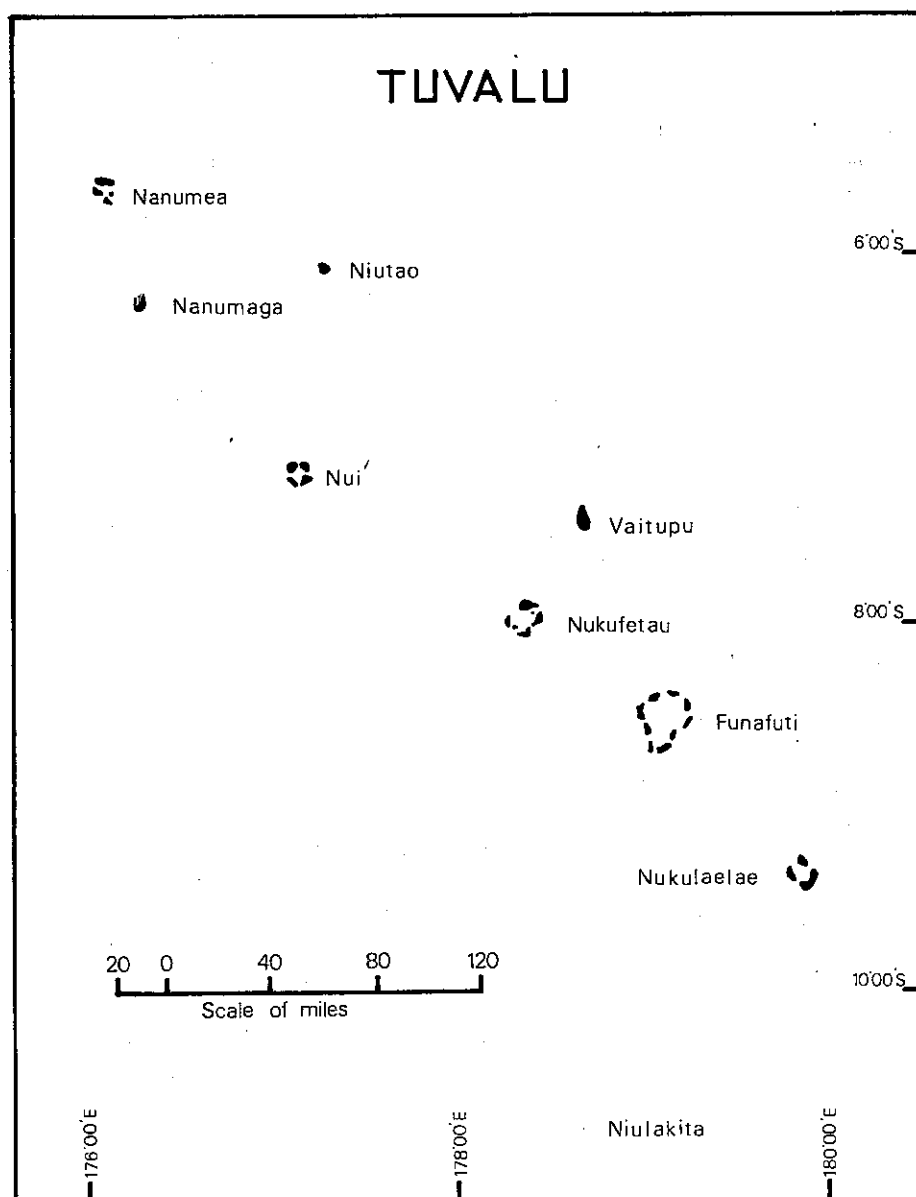 TUVALU
Nanumea
6°00'S
Niutao
Nanumaga
Nui
Vaitupu
Nukufetau
8°00'S
Funafuti
Nukulaelae
20 0 40 80 120
Scale of miles
10°00'S
Niulakita
176°00'E
178°00'E
180°00'E